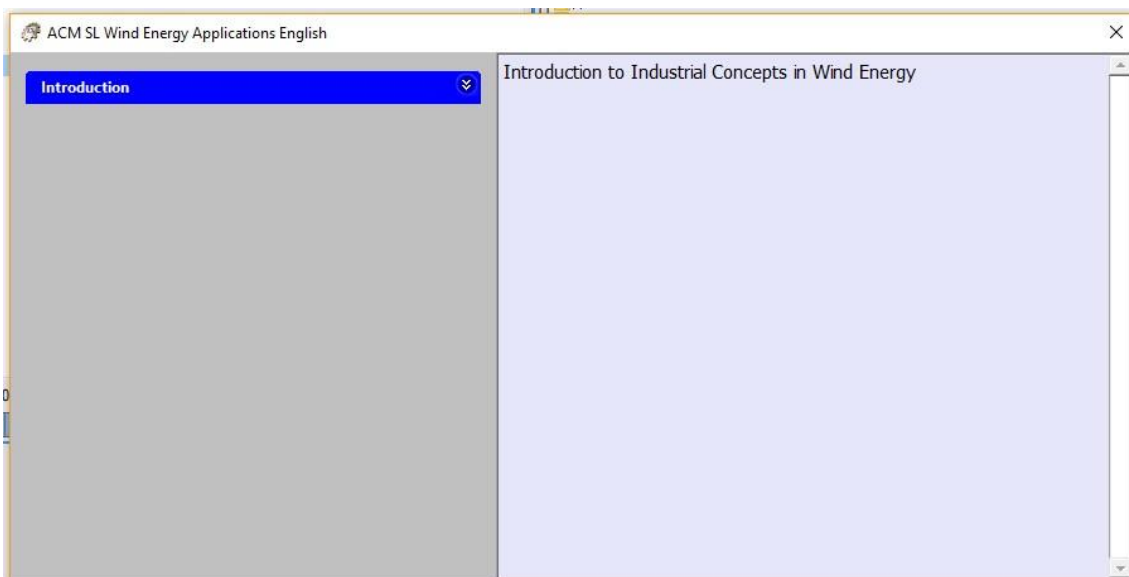 ACM SL Wind Energy Applications English
Introduction
Introduction to Industrial Concepts in Wind Energy